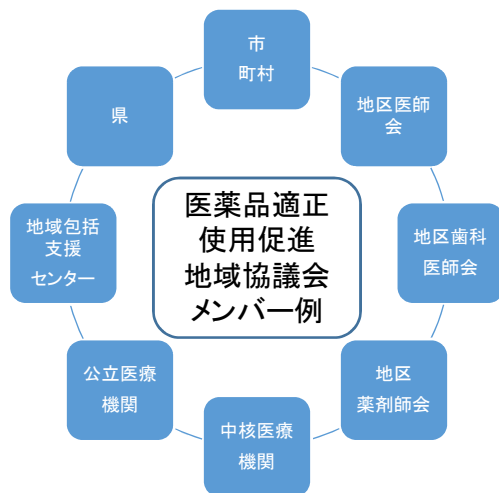 市
町村
地区医師
会
地区歯科
医師会
地区
薬剤師会
中核医療
機関
公立医療
機関
地域包括
支援
センター
県
医薬品適正
使用促進
地域協議会
メンバー例